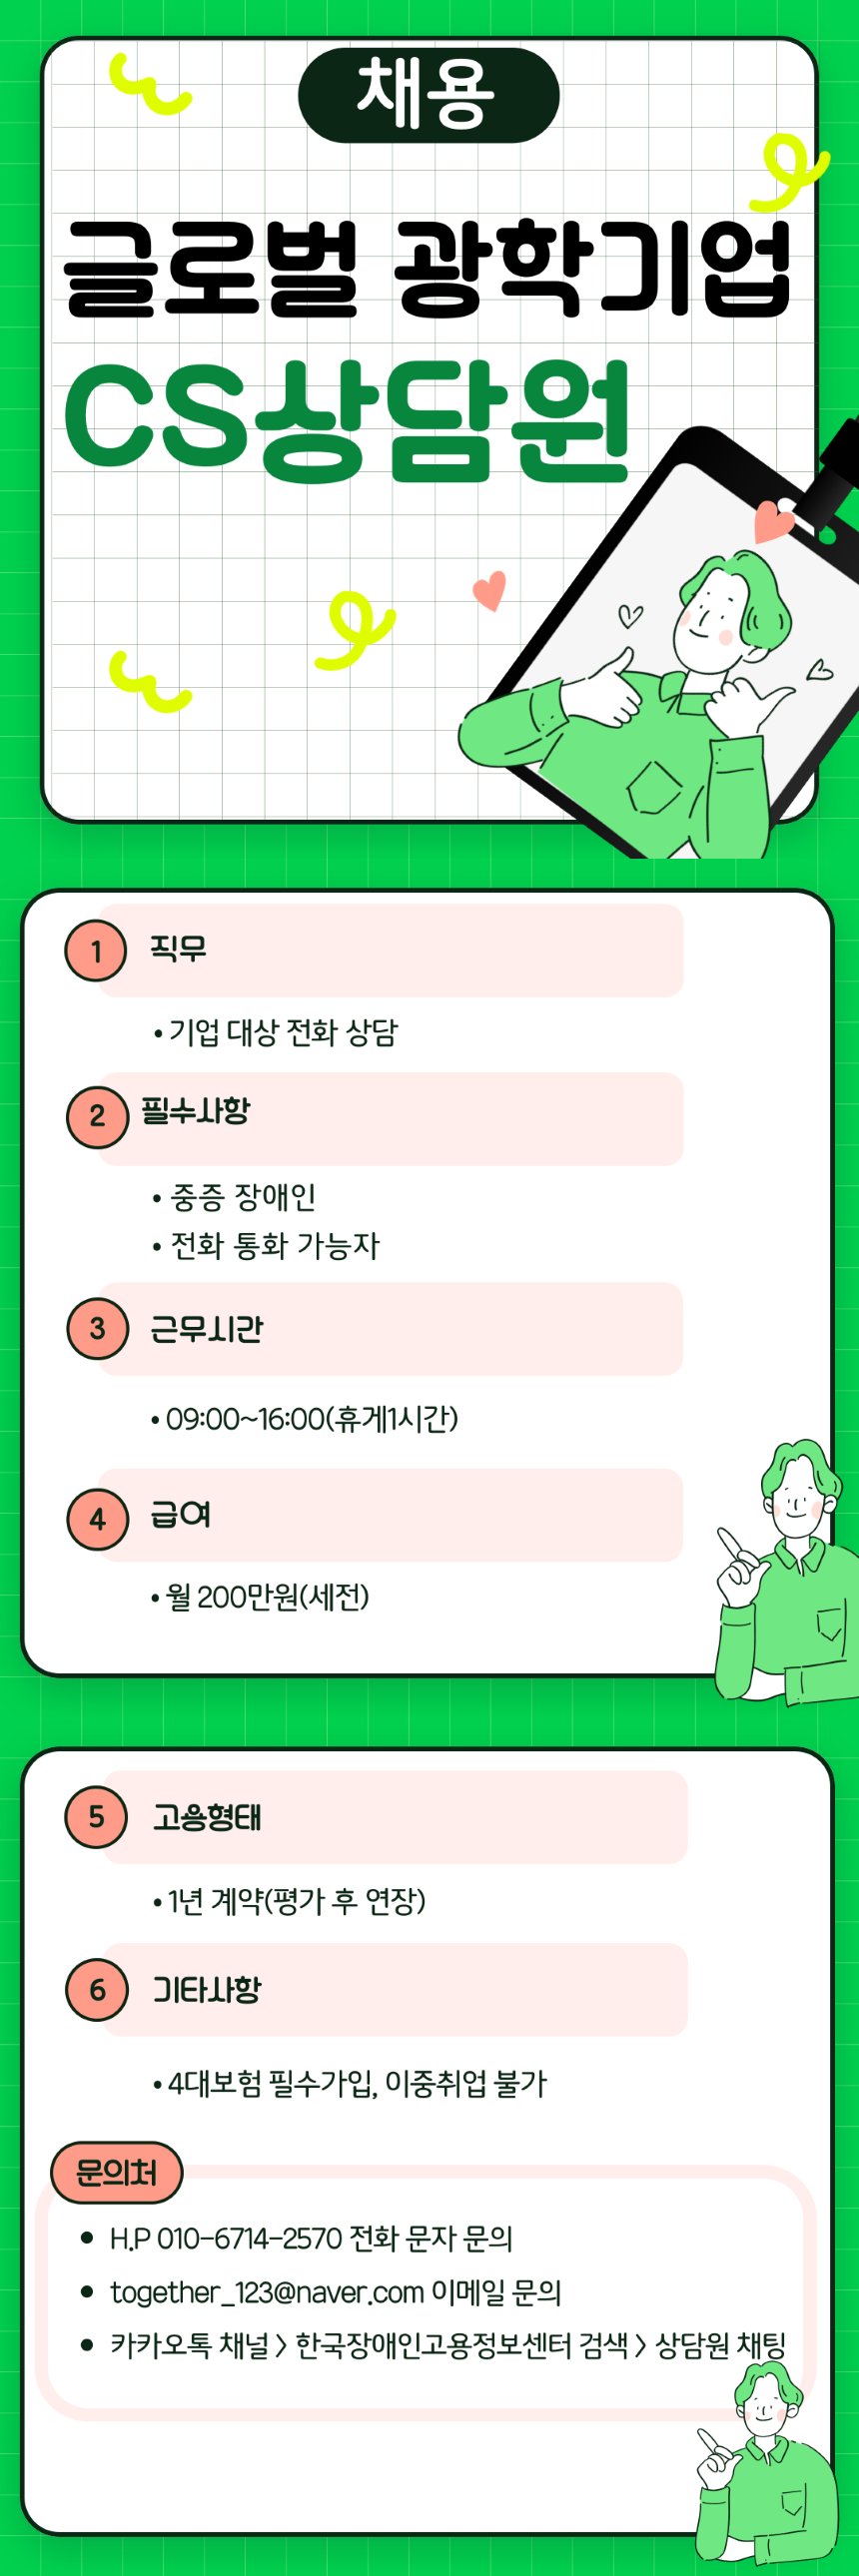 채용
글로벌 광학기업
CS상담원
1 직무
• 기업 대상 전화 상담
2 필수사항
• 중증 장애인
• 전화 통화 가능자
3 근무시간
• 09:00~16:00(휴게1시간)
4 급여
• 월 200만원(세전)
5 고용형태
• 1년 계약(평가 후 연장)
6 기타사항
• 4대보험 필수가입, 이중취업 불가
문의처
• H.P 010-6714-2570 전화 문자 문의
• together_123@naver.com 이메일 문의
• 카카오톡 채널 > 한국장애인고용정보센터 검색 > 상담원 채팅